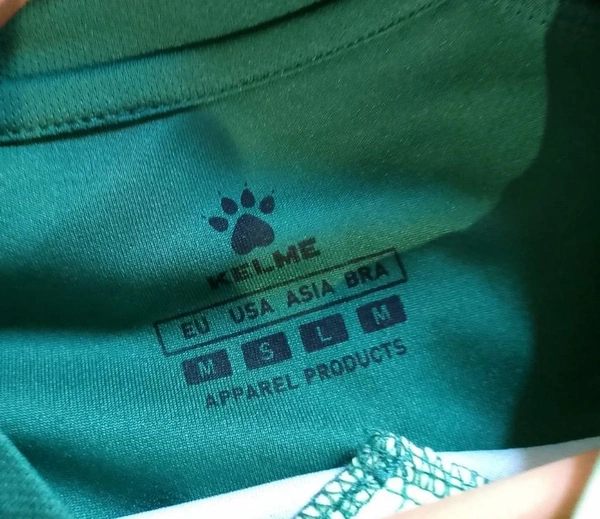 KELME
EU USA ASIA BRA
M S L M
APPAREL PRODUCTS